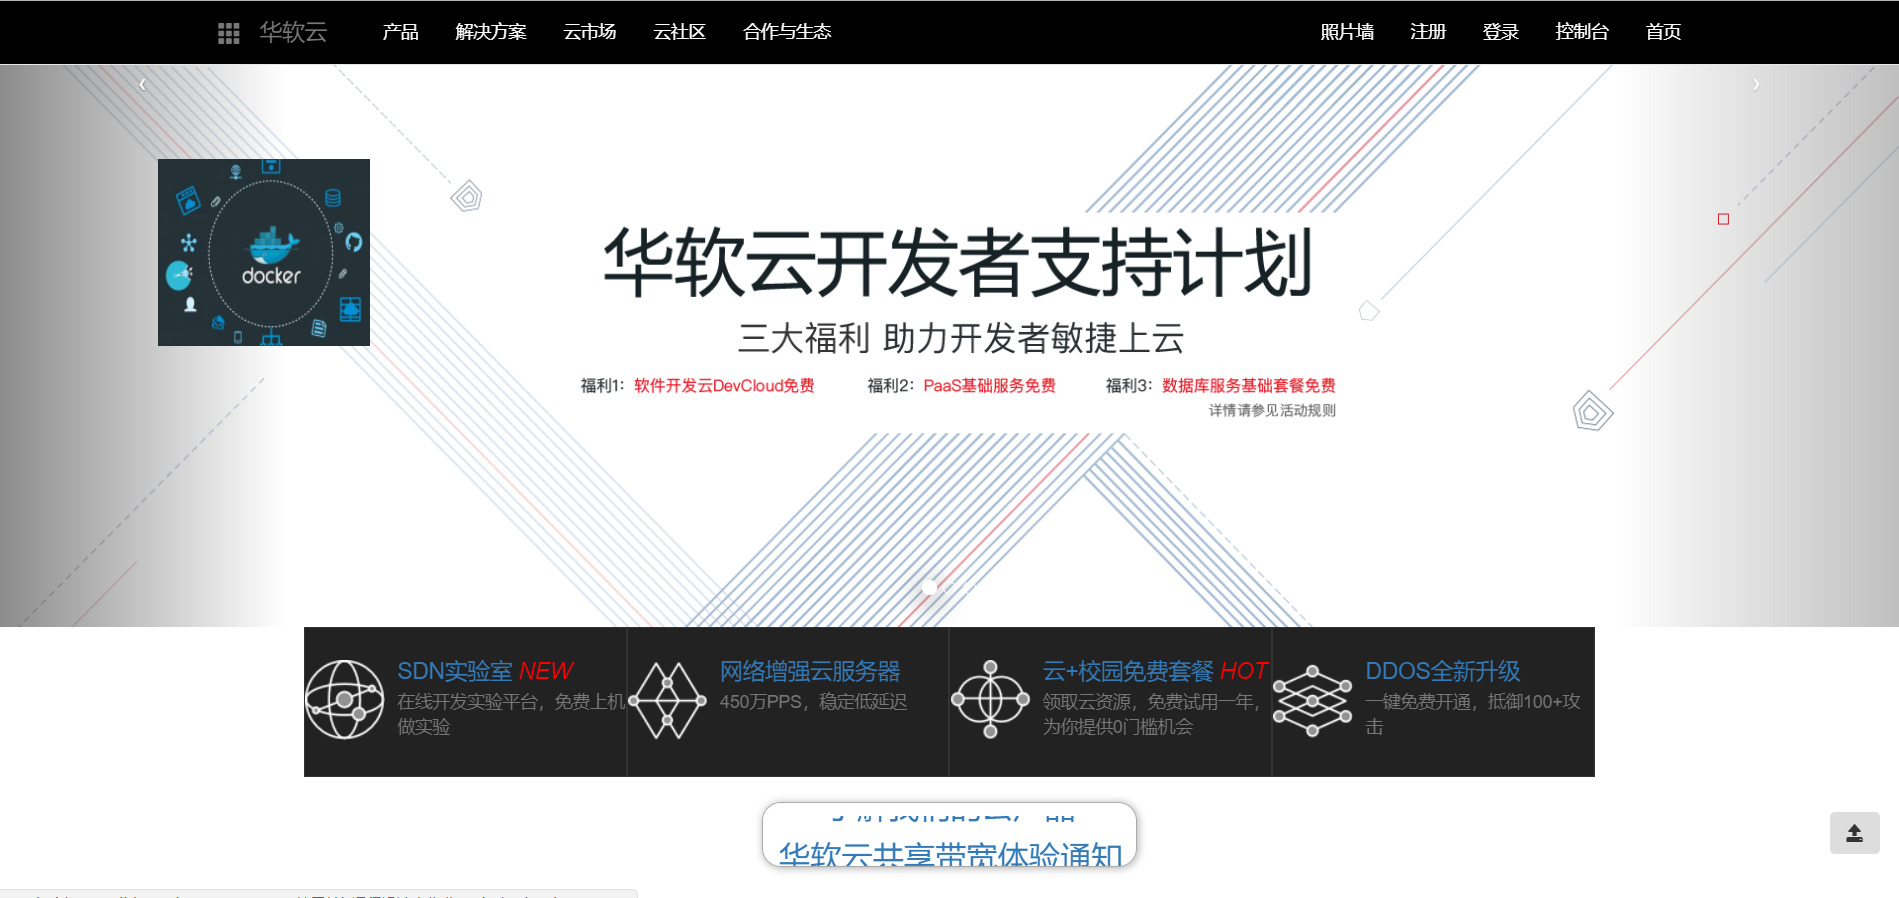 华软云 产品 解决方案 云市场 云社区 合作与生态 照片墙 注册 登录 控制台 首页
docker
华软云开发者支持计划
三大福利 助力开发者敏捷上云
福利1：软件开发云DevCloud免费 福利2：PaaS基础服务免费 福利3：数据库服务基础套餐免费
详情请参见活动规则
SDN实验室 NEW
在线开发实验平台，免费上机
做实验
网络增强云服务器
450万PPS，稳定低延迟
云+校园免费套餐 HOT
领取云资源，免费试用一年，
为你提供0门槛机会
DDOS全新升级
一键免费开通，抵御100+攻
击
了解我们的云产品
华软云共享带宽体验通知